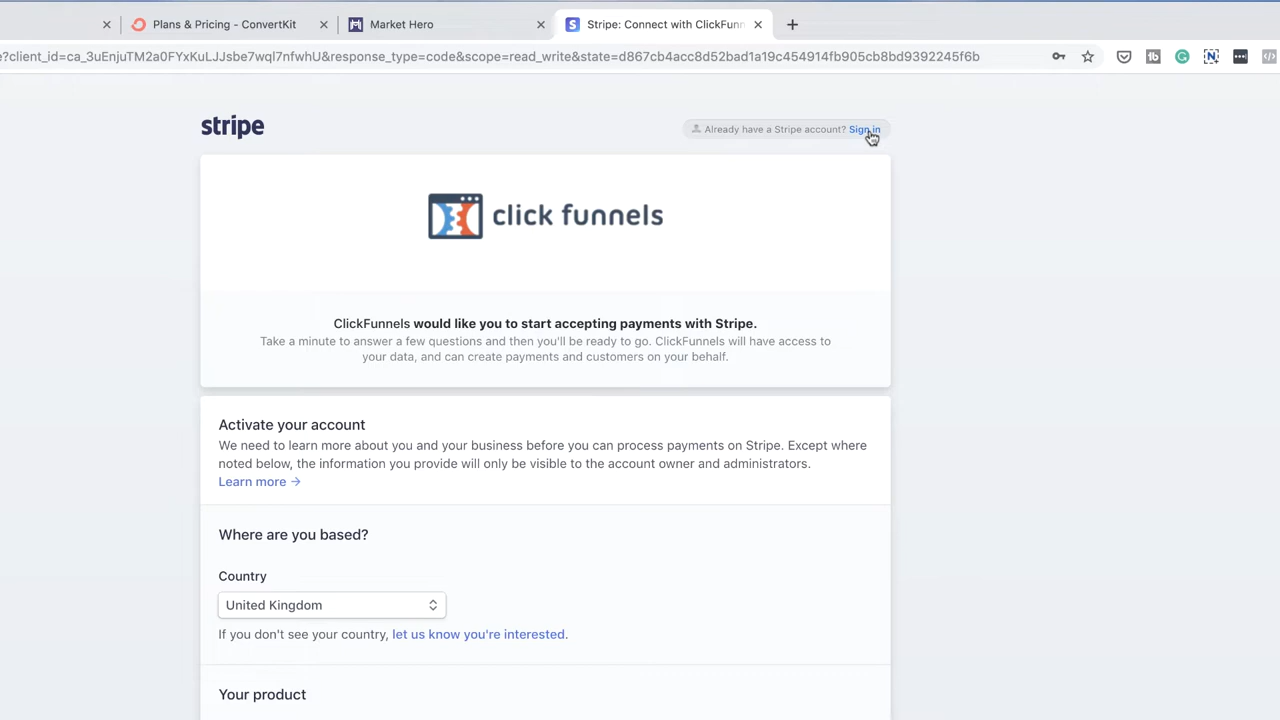 Plans & Pricing - ConvertKit
Market Hero
Stripe: Connect with ClickFunn
e?client_id=ca_3uEnjuTM2a0FYxKuLJJsbe7wql7nfwhU&response_type=code&scope=read_write&state=d867cb4acc8d52bad1a19c454914fb905cb8bd9392245f6b
stripe
Already have a Stripe account? Sign in
click funnels
ClickFunnels would like you to start accepting payments with Stripe.
Take a minute to answer a few questions and then you'll be ready to go. ClickFunnels will have access to
your data, and can create payments and customers on your behalf.
Activate your account
We need to learn more about you and your business before you can process payments on Stripe. Except where
noted below, the information you provide will only be visible to the account owner and administrators.
Learn more →
Where are you based?
Country
United Kingdom
If you don't see your country, let us know you're interested.
Your product